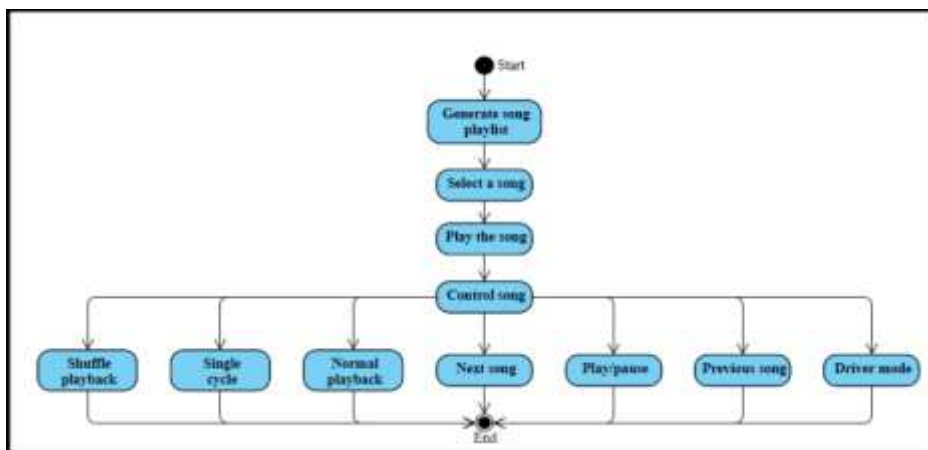 Start
Generate song
playlist
Select a song
Play the song
Control song
Shuffle
playback
Single
cycle
Normal
playback
Next song
Play/pause
Previous song
Driver mode
End